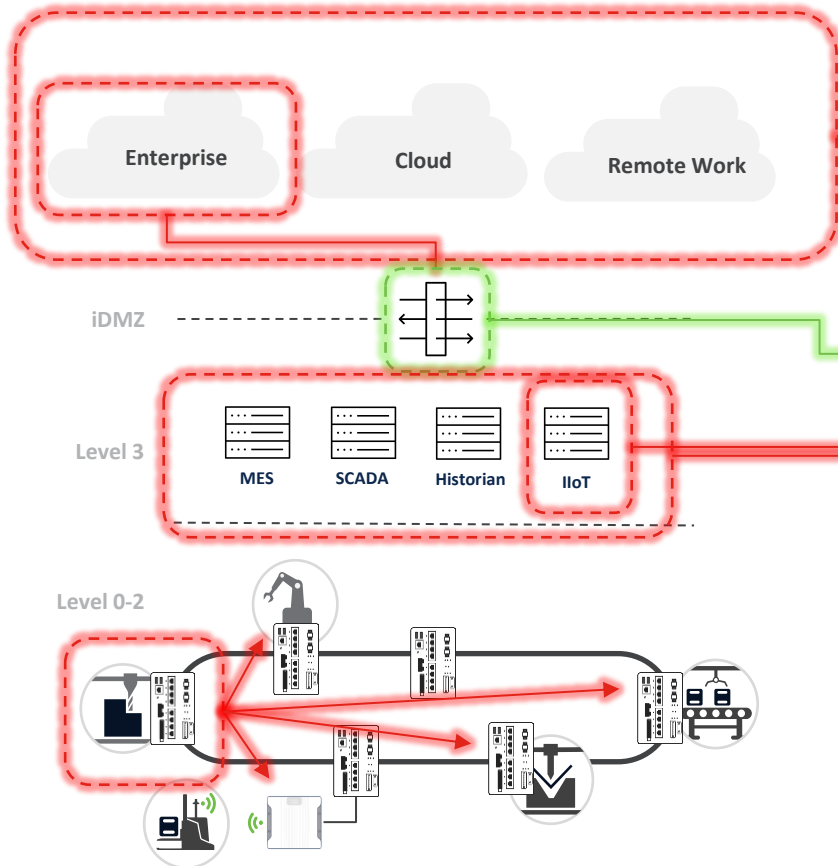 Enterprise
Cloud
Remote Work
iDMZ
Level 3
MES
SCADA
Historian
IIoT
Level 0-2